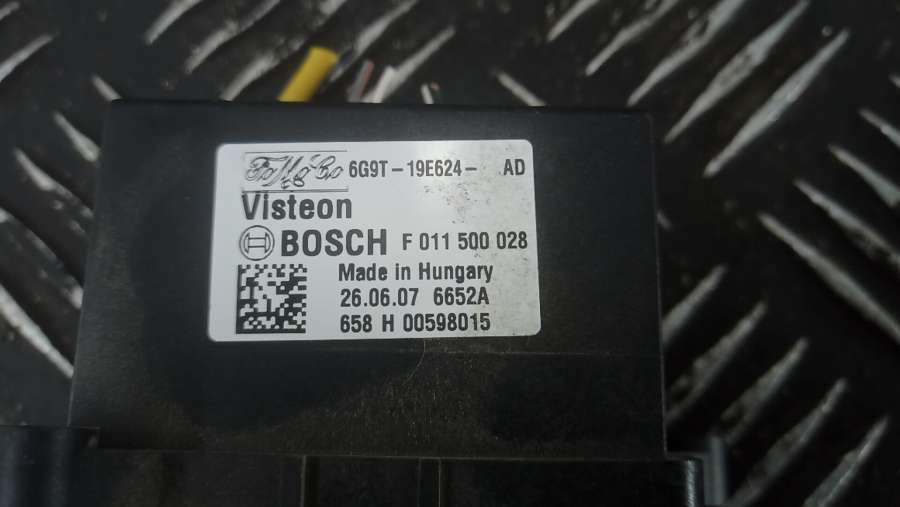 FoMoCo 6G9T-19E624- AD
Visteon
BOSCH F 011 500 028
Made in Hungary
26.06.07 6652A
658 H 00598015